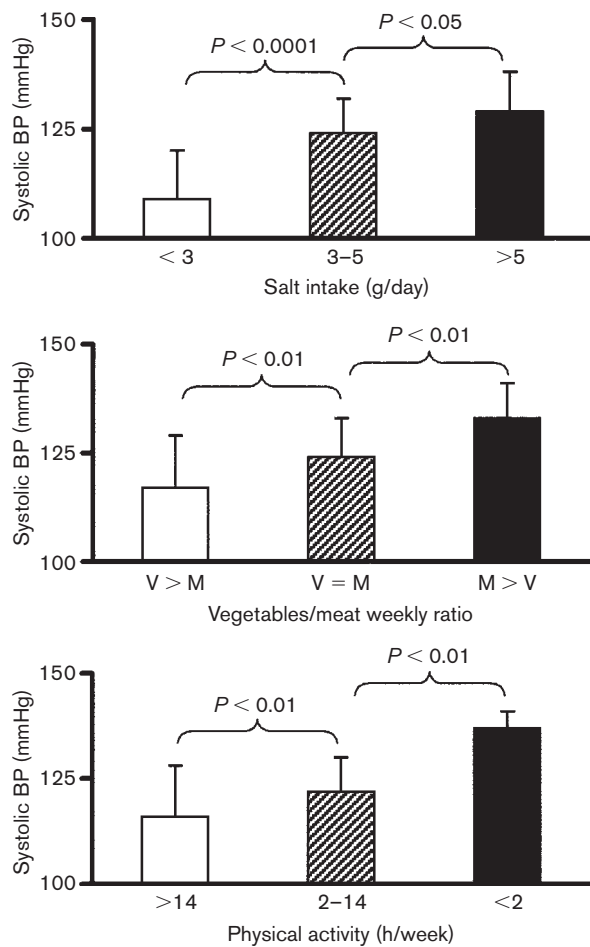 P < 0.0001
P < 0.05
150
125
100
Systolic BP (mmHg)
< 3
3–5
>5
Salt intake (g/day)
P < 0.01
P < 0.01
150
125
100
Systolic BP (mmHg)
V > M
V = M
M > V
Vegetables/meat weekly ratio
P < 0.01
P < 0.01
150
125
100
Systolic BP (mmHg)
>14
2–14
<2
Physical activity (h/week)